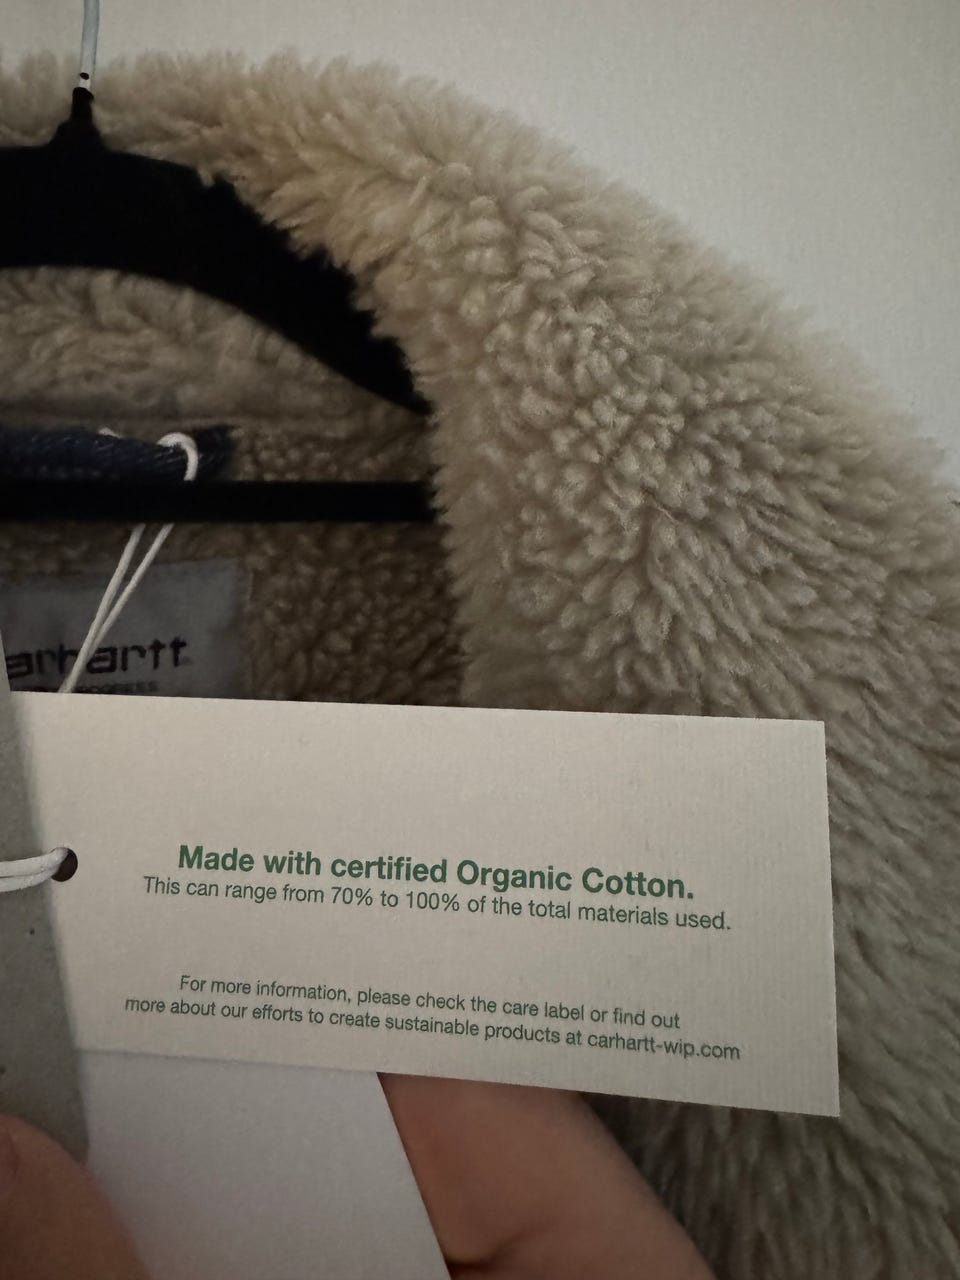 arhartt
Made with certified Organic Cotton.
This can range from 70% to 100% of the total materials used.
For more information, please check the care label or find out
more about our efforts to create sustainable products at carhartt-wip.com